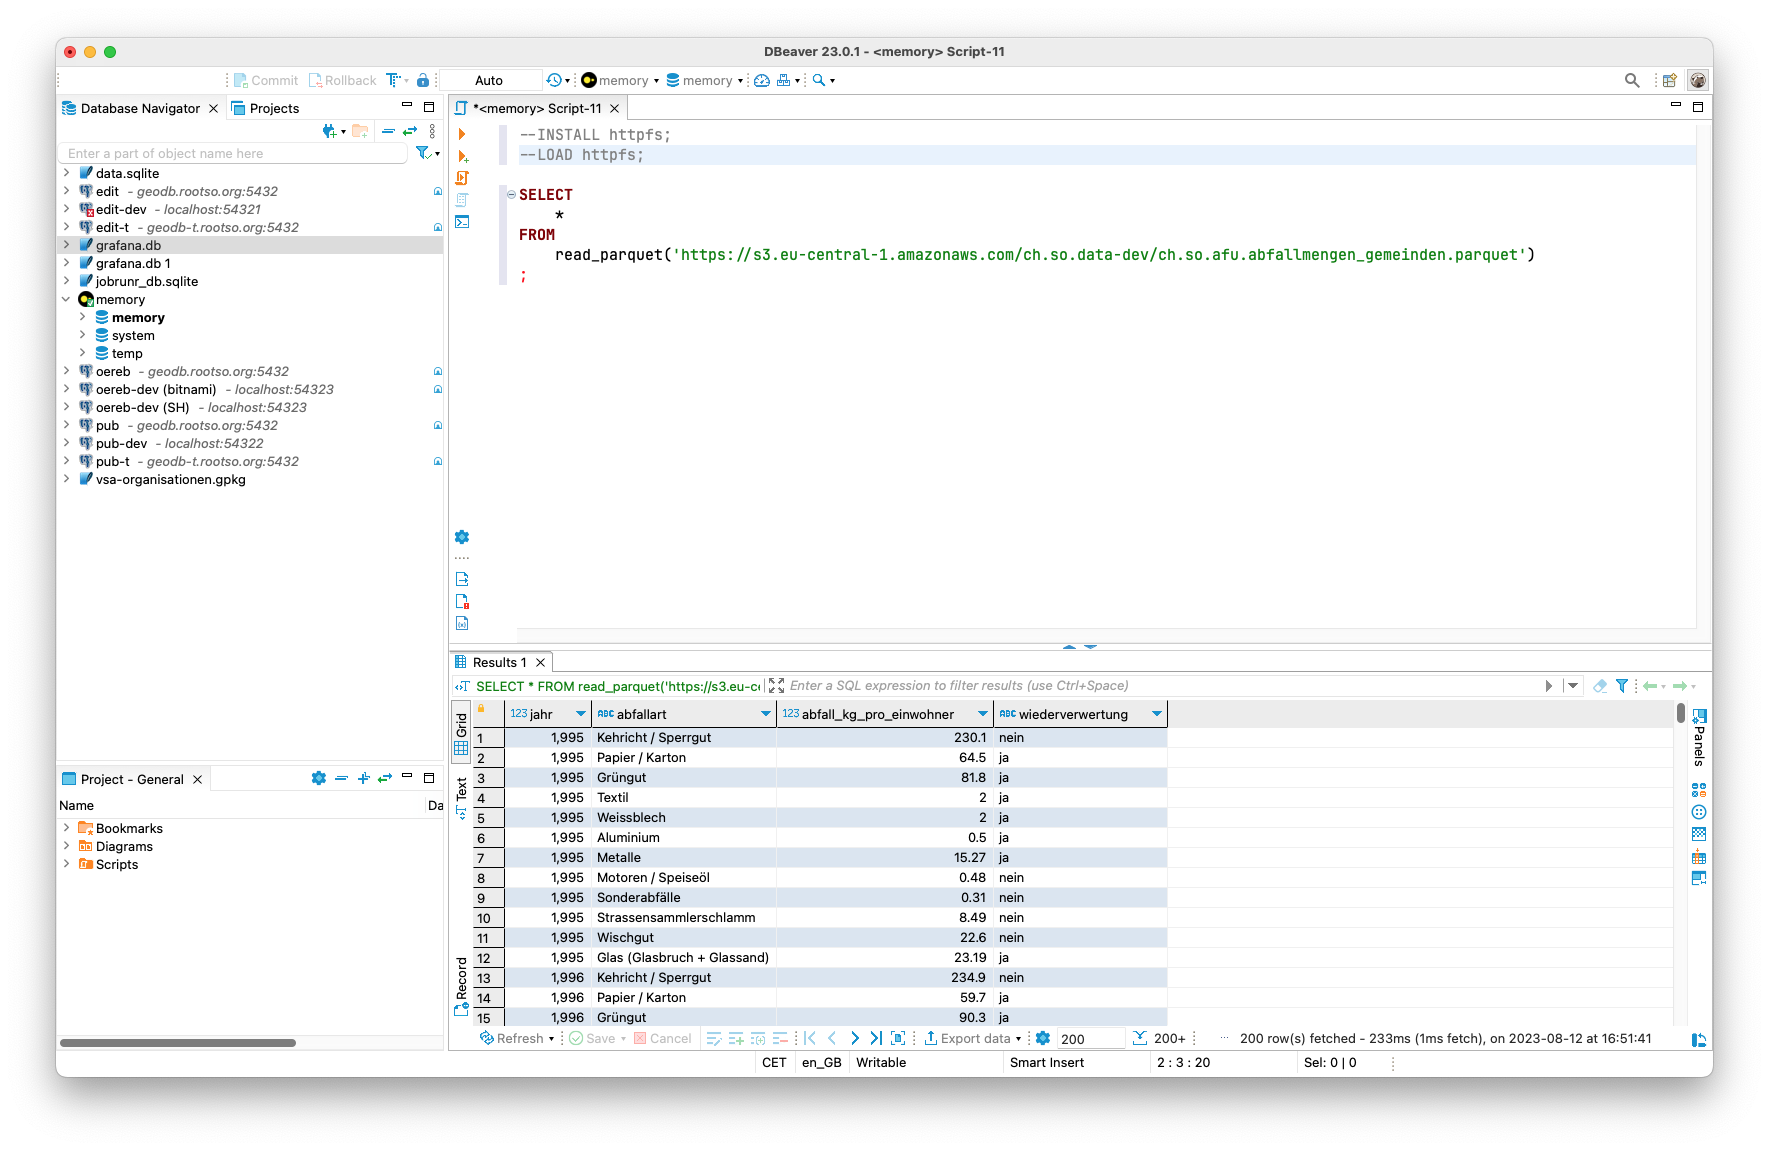 DBeaver 23.0.1 - <memory> Script-11
Commit Rollback Auto memory memory
Database Navigator Projects
Enter a part of object name here
data.sqlite
edit - geodb.rootso.org:5432
edit-dev - localhost:54321
edit-t - geodb-t.rootso.org:5432
grafana.db
grafana.db 1
jobrunr_db.sqlite
memory
memory
system
temp
oereb - geodb.rootso.org:5432
oereb-dev (bitnami) - localhost:54323
oereb-dev (SH) - localhost:54323
pub - geodb.rootso.org:5432
pub-dev - localhost:54322
pub-t - geodb-t.rootso.org:5432
vsa-organisationen.gpkg
Project - General
Name Da
Bookmarks
Diagrams
Scripts
*<memory> Script-11
--INSTALL httpfs;
--LOAD httpfs;
SELECT
*
FROM
read_parquet('https://s3.eu-central-1.amazonaws.com/ch.so.data-dev/ch.so.afu.abfallmengen_gemeinden.parquet')
;
Results 1
SELECT * FROM read_parquet('https://s3.eu-ce Enter a SQL expression to filter results (use Ctrl+Space)
Grid
Text
Record
Panels
123 jahr ABC abfallart 123 abfall_kg_pro_einwohner ABC wiederverwertung
1 1,995 Kehricht / Sperrgut 230.1 nein
2 1,995 Papier / Karton 64.5 ja
3 1,995 Grüngut 81.8 ja
4 1,995 Textil 2 ja
5 1,995 Weissblech 2 ja
6 1,995 Aluminium 0.5 ja
7 1,995 Metalle 15.27 ja
8 1,995 Motoren / Speiseöl 0.48 nein
9 1,995 Sonderabfälle 0.31 nein
10 1,995 Strassensammlerschlamm 8.49 nein
11 1,995 Wischgut 22.6 nein
12 1,995 Glas (Glasbruch + Glassand) 23.19 ja
13 1,996 Kehricht / Sperrgut 234.9 nein
14 1,996 Papier / Karton 59.7 ja
15 1,996 Grüngut 90.3 ja
Refresh Save Cancel Export data 200 200+ ··· 200 row(s) fetched - 233ms (1ms fetch), on 2023-08-12 at 16:51:41
CET en_GB Writable Smart Insert 2 : 3 : 20 Sel: 0 | 0